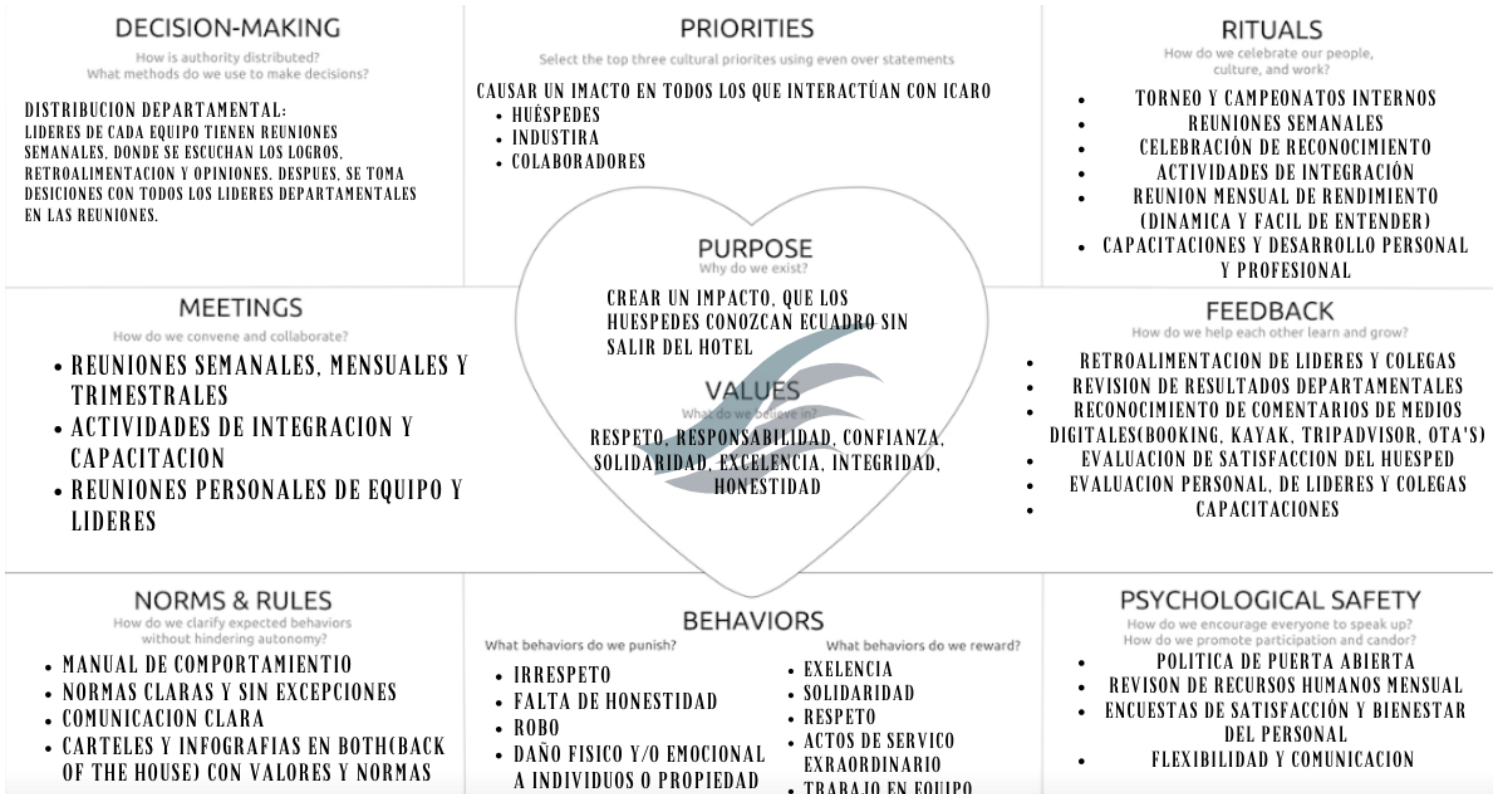 DECISION-MAKING
How is authority distributed?
What methods do we use to make decisions?
DISTRIBUCION DEPARTAMENTAL:
LIDERES DE CADA EQUIPO TIENEN REUNIONES
SEMANALES, DONDE SE ESCUCHAN LOS LOGROS,
RETROALIMENTACION Y OPINIONES. DESPUES, SE TOMA
DESICIONES CON TODOS LOS LIDERES DEPARTAMENTALES
EN LAS REUNIONES.
PRIORITIES
Select the top three cultural priorites using even over statements
CAUSAR UN IMACTO EN TODOS LOS QUE INTERACTÚAN CON ICARO
• HUÉSPEDES
• INDUSTIRA
• COLABORADORES
RITUALS
How do we celebrate our people,
culture, and work?
• TORNEO Y CAMPEONATOS INTERNOS
• REUNIONES SEMANALES
• CELEBRACIÓN DE RECONOCIMIENTO
• ACTIVIDADES DE INTEGRACIÓN
• REUNION MENSUAL DE RENDIMIENTO
(DINAMICA Y FACIL DE ENTENDER)
• CAPACITACIONES Y DESARROLLO PERSONAL
Y PROFESIONAL
PURPOSE
Why do we exist?
CREAR UN IMPACTO, QUE LOS
HUESPEDES CONOZCAN ECUADRO SIN
SALIR DEL HOTEL
VALUES
What do we believe in?
RESPETO, RESPONSABILIDAD, CONFIANZA,
SOLIDARIDAD, EXCELENCIA, INTEGRIDAD,
HONESTIDAD
MEETINGS
How do we convene and collaborate?
• REUNIONES SEMANALES, MENSUALES Y
TRIMESTRALES
• ACTIVIDADES DE INTEGRACION Y
CAPACITACION
• REUNIONES PERSONALES DE EQUIPO Y
LIDERES
FEEDBACK
How do we help each other learn and grow?
• RETROALIMENTACION DE LIDERES Y COLEGAS
• REVISION DE RESULTADOS DEPARTAMENTALES
• RECONOCIMIENTO DE COMENTARIOS DE MEDIOS
DIGITALES(BOOKING, KAYAK, TRIPADVISOR, OTA'S)
• EVALUACION DE SATISFACCION DEL HUESPED
• EVALUACION PERSONAL, DE LIDERES Y COLEGAS
• CAPACITACIONES
NORMS & RULES
How do we clarify expected behaviors
without hindering autonomy?
• MANUAL DE COMPORTAMIENTIO
• NORMAS CLARAS Y SIN EXCEPCIONES
• COMUNICACION CLARA
• CARTELES Y INFOGRAFIAS EN BOTH(BACK
OF THE HOUSE) CON VALORES Y NORMAS
BEHAVIORS
What behaviors do we punish?
• IRRESPETO
• FALTA DE HONESTIDAD
• ROBO
• DAÑO FISICO Y/O EMOCIONAL
A INDIVIDUOS O PROPIEDAD
What behaviors do we reward?
• EXELENCIA
• SOLIDARIDAD
• RESPETO
• ACTOS DE SERVICO
EXRAORDINARIO
• TRABAJO EN EQUIPO
PSYCHOLOGICAL SAFETY
How do we encourage everyone to speak up?
How do we promote participation and candor?
• POLITICA DE PUERTA ABIERTA
• REVISON DE RECURSOS HUMANOS MENSUAL
• ENCUESTAS DE SATISFACCIÓN Y BIENESTAR
DEL PERSONAL
• FLEXIBILIDAD Y COMUNICACION